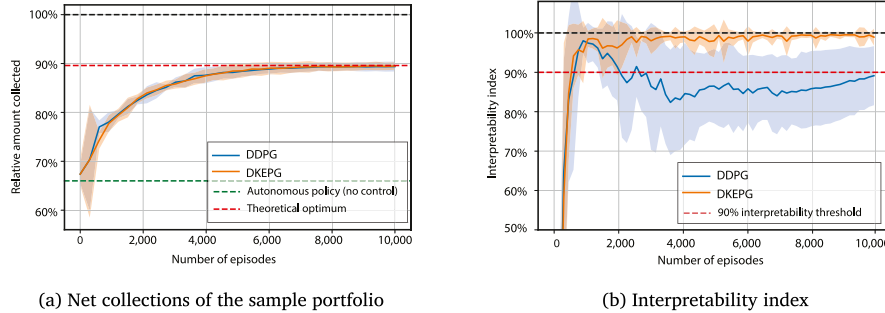 100%
90%
80%
70%
60%
Relative amount collected
DDPG
DKEPG
Autonomous policy (no control)
Theoretical optimum
0
2,000
4,000
6,000
8,000
10,000
Number of episodes
(a) Net collections of the sample portfolio
100%
90%
80%
70%
60%
50%
Interpretability index
DDPG
DKEPG
90% interpretability threshold
0
2,000
4,000
6,000
8,000
10,000
Number of episodes
(b) Interpretability index